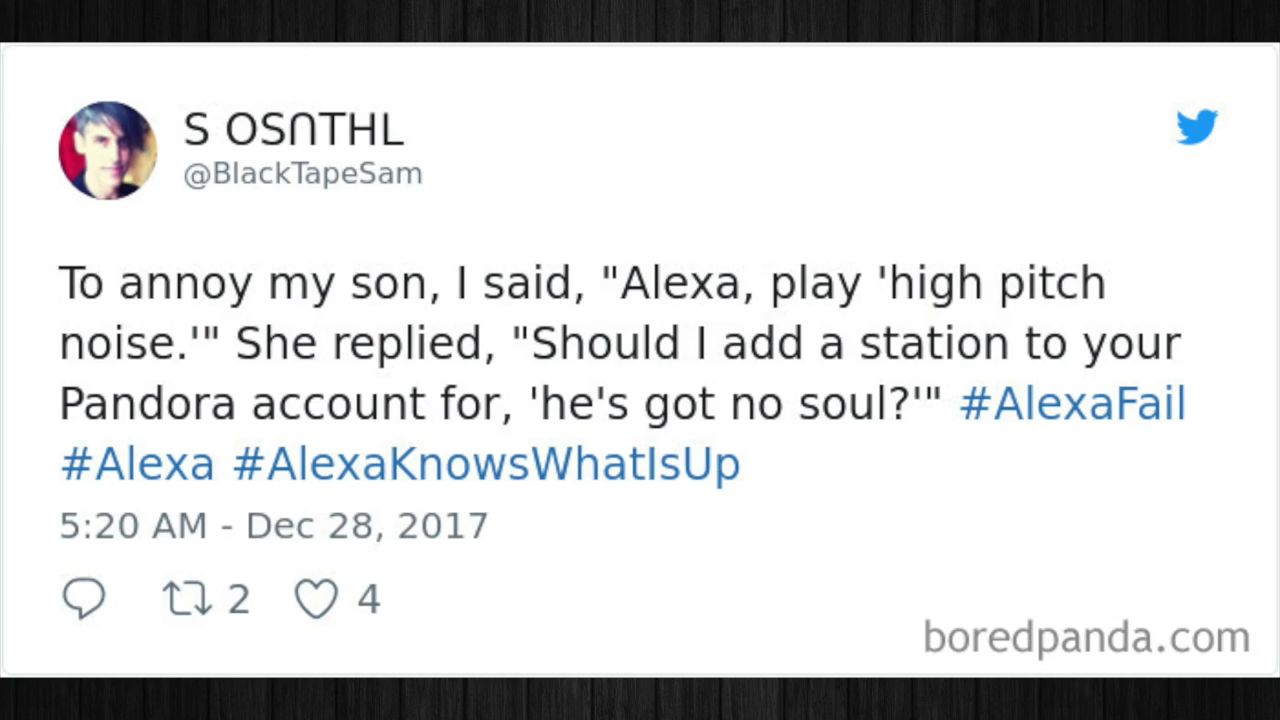 S OSՈTHL
@BlackTapeSam
To annoy my son, I said, "Alexa, play 'high pitch
noise.'" She replied, "Should I add a station to your
Pandora account for, 'he's got no soul?'" #AlexaFail
#Alexa #AlexaKnowsWhatIsUp
5:20 AM - Dec 28, 2017
2 4
boredpanda.com